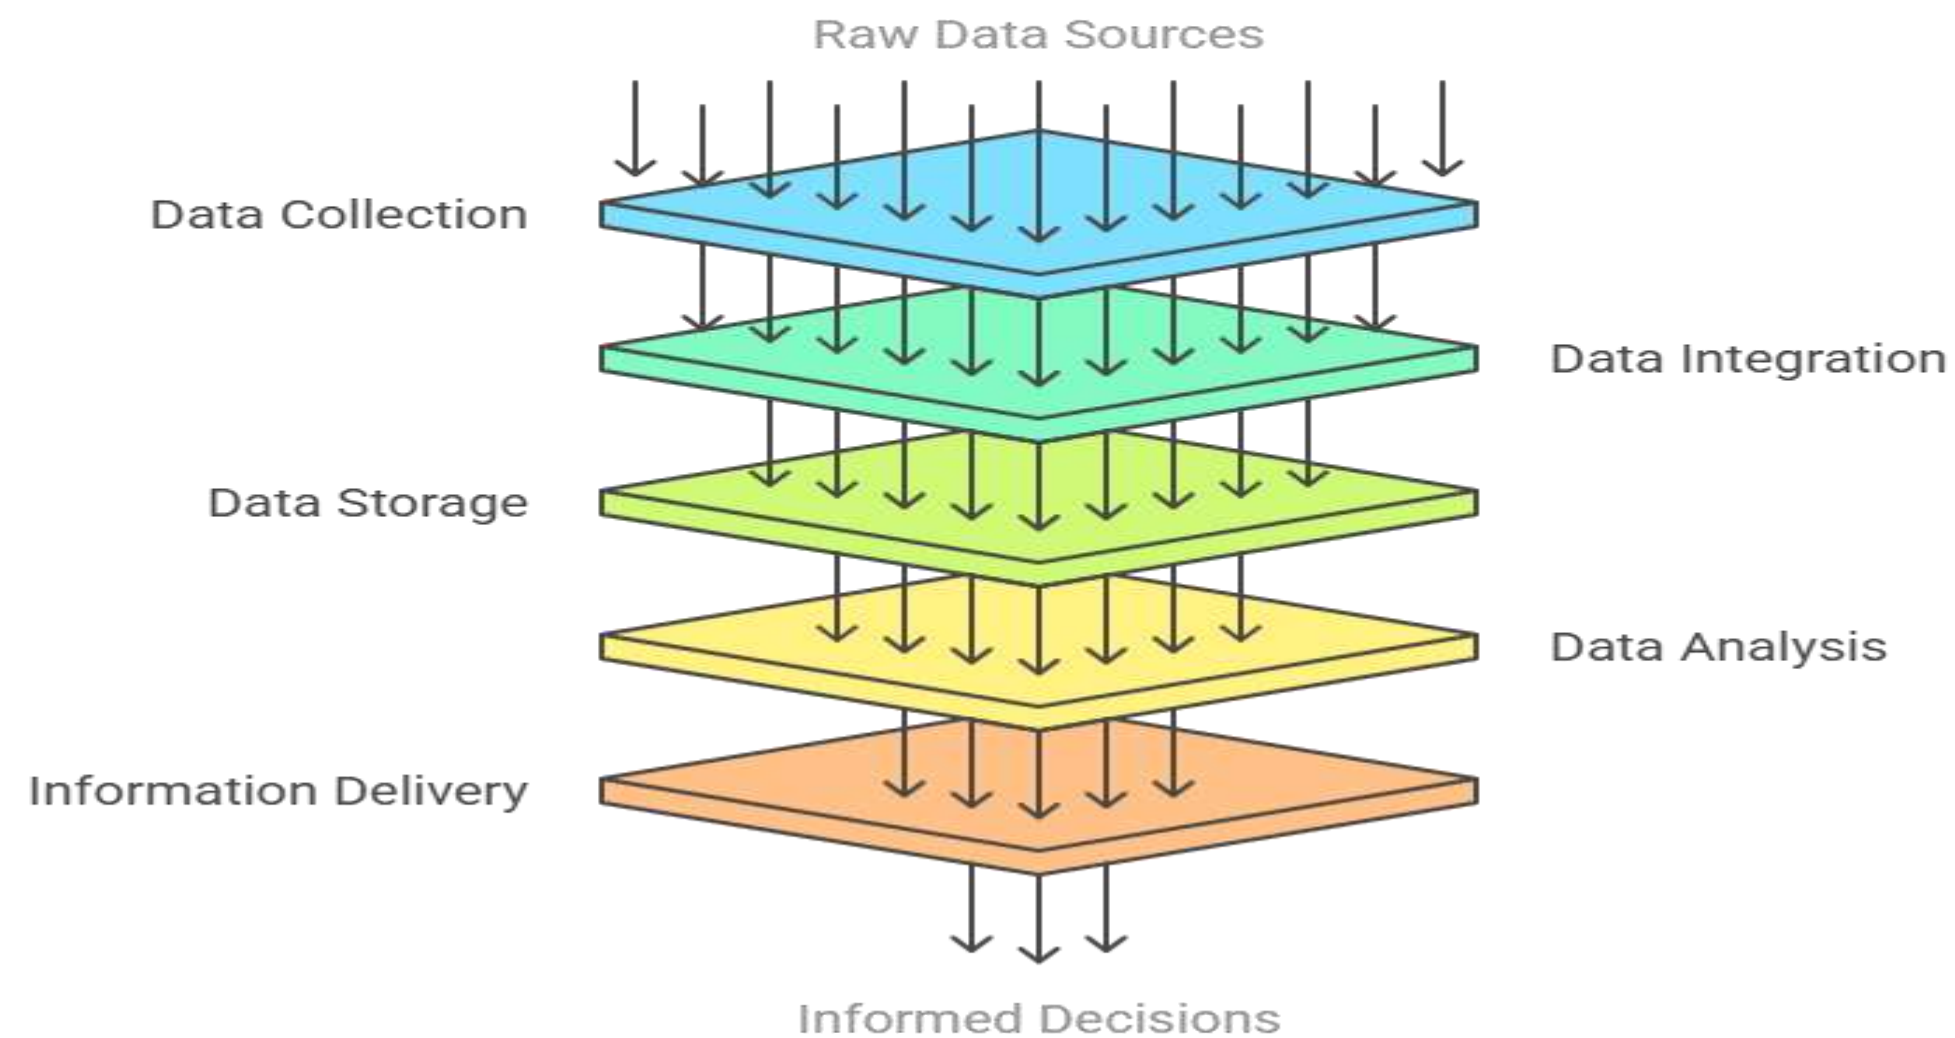 Raw Data Sources
Data Collection
Data Integration
Data Storage
Data Analysis
Information Delivery
Informed Decisions